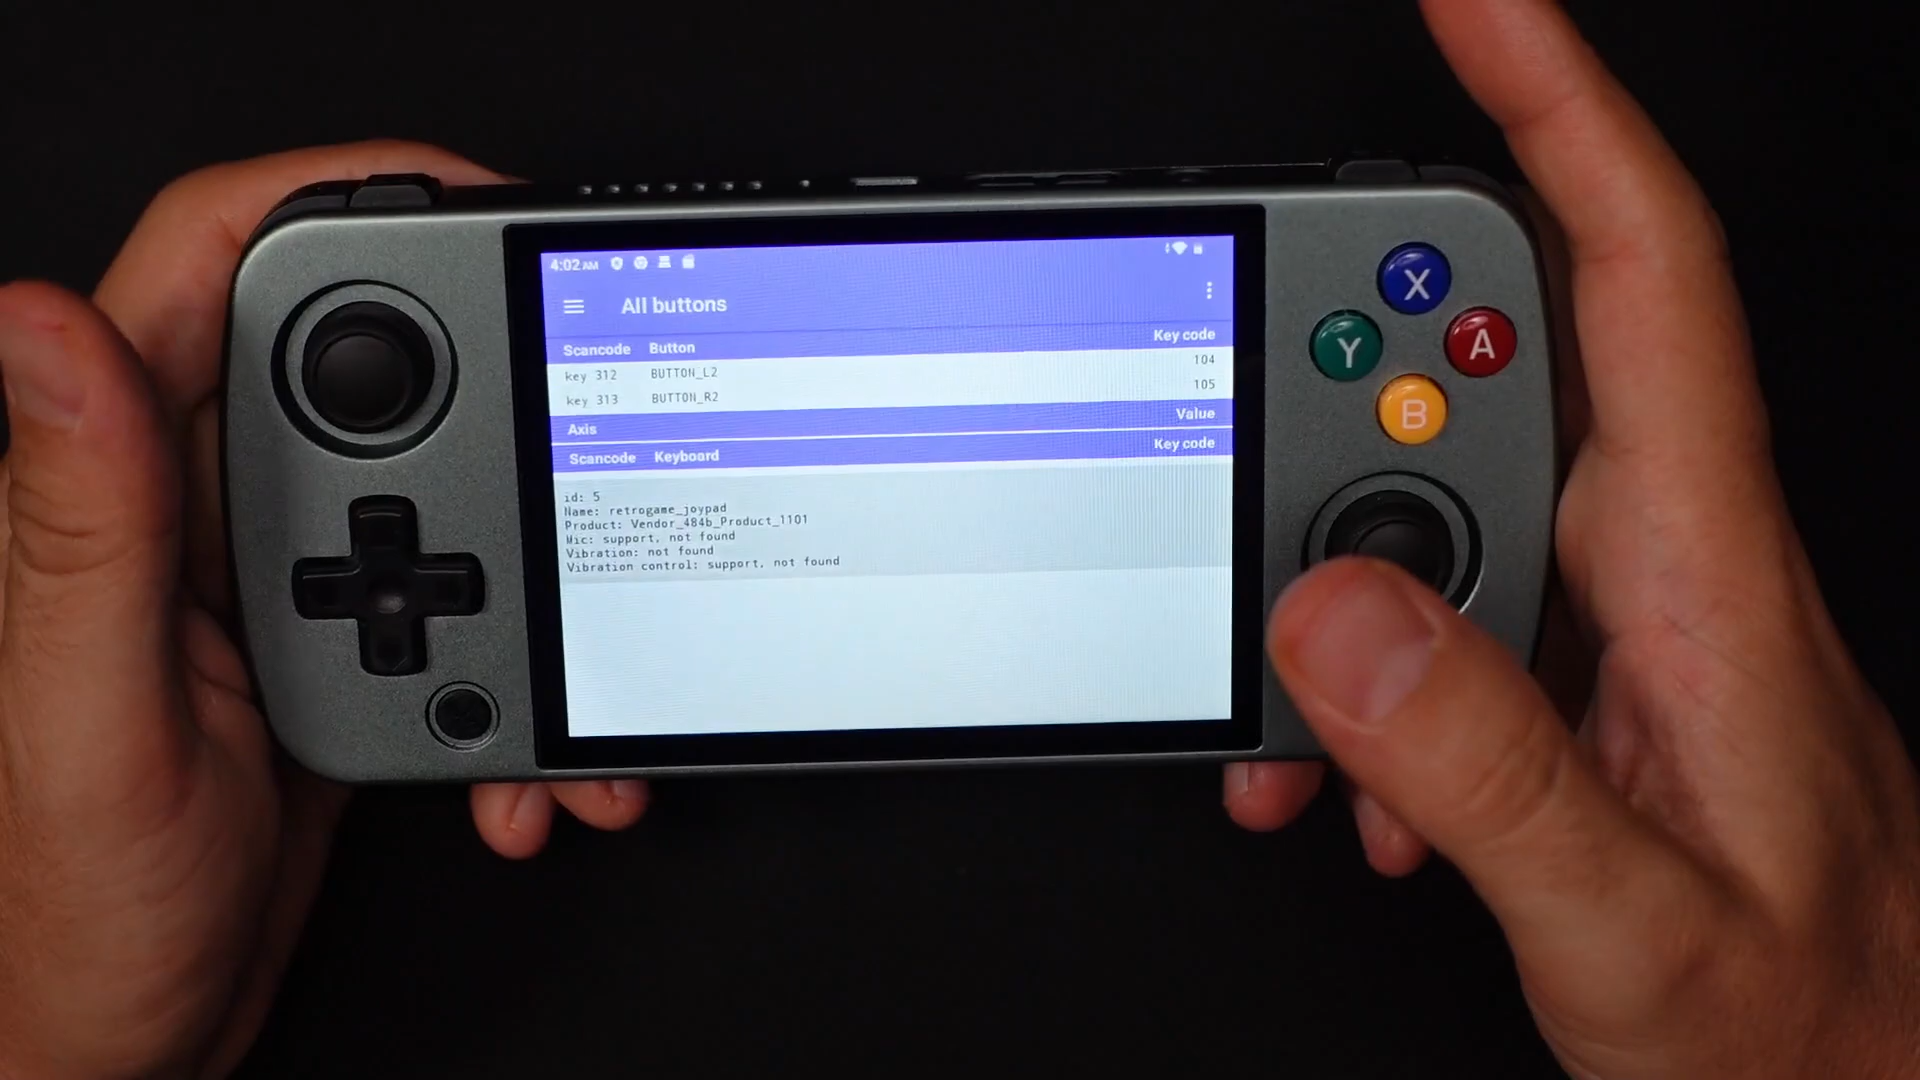 4:02 AM
All buttons
Scancode Button Key code
key 312 BUTTON_L2 104
key 313 BUTTON_R2 105
Axis Value
Scancode Keyboard Key code
id: 5
Name: retrogame_joypad
Product: Vendor_484b_Product_1101
Mic: support, not found
Vibration: not found
Vibration control: support, not found
X
Y
A
B